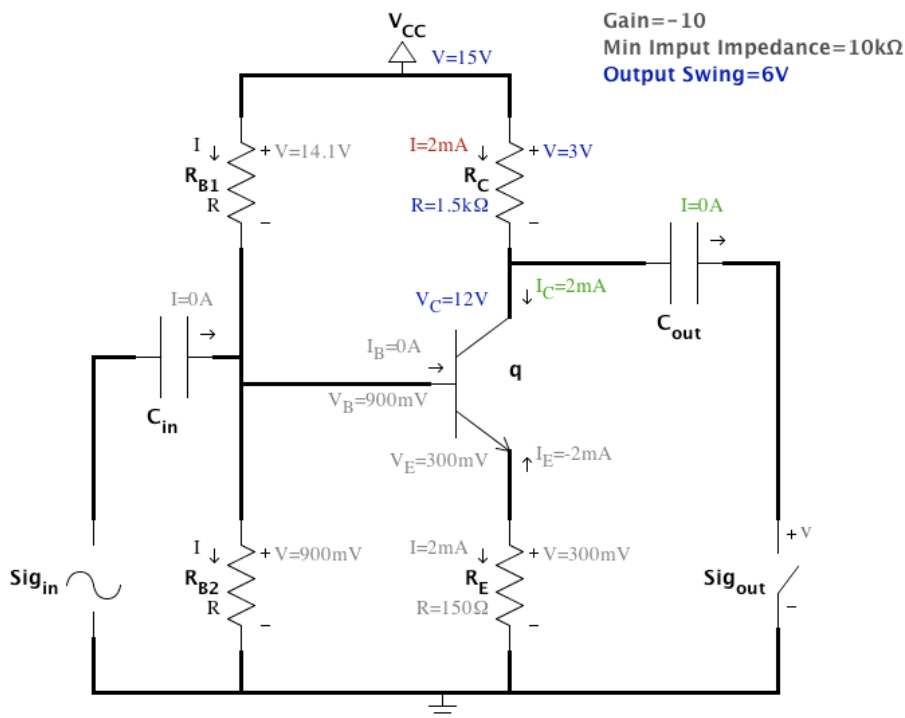 Gain=-10
Min Imput Impedance=10kΩ
Output Swing=6V
V_CC
V=15V
I
+ V=14.1V
R_B1
R
−
I=2mA
+ V=3V
R_C
R=1.5kΩ
−
I=0A
C_out
I=0A
C_in
V_C=12V
I_C=2mA
I_B=0A
q
V_B=900mV
V_E=300mV
I_E=-2mA
I
+ V=900mV
R_B2
R
−
I=2mA
+ V=300mV
R_E
R=150Ω
−
Sig_in
+ v
Sig_out
−